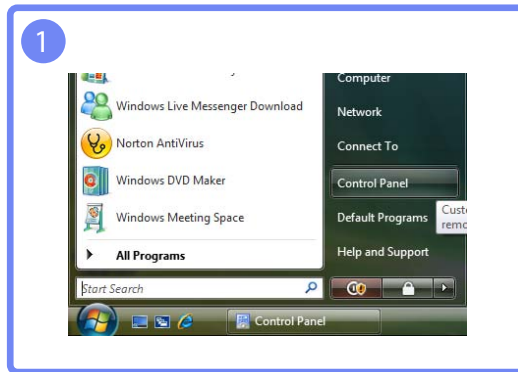 1
Computer
Windows Live Messenger Download
Network
Norton AntiVirus
Connect To
Windows DVD Maker
Control Panel
Windows Meeting Space
Default Programs
All Programs
Help and Support
Start Search
Control Panel